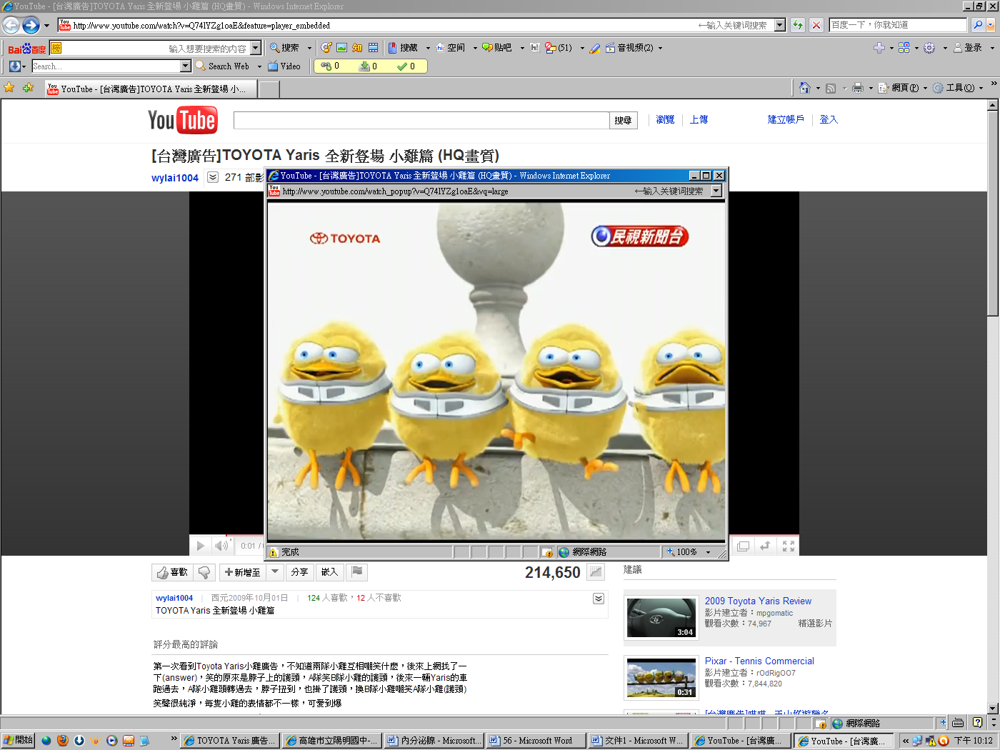 YouTube - [台灣廣告]TOYOTA Yaris 全新登場 小雞篇 (HQ畫質) - Windows Internet Explorer
http://www.youtube.com/watch?v=Q74lYZg1oaE&feature=player_embedded
←输入关键词搜索
百度一下，你就知道
Bai百度
榜
输入想要搜索的内容
搜索
知
搜藏
hi
空间
贴吧
h!
(51)
音视频(2)
登录
Search...
Search Web
Video
0
0
0
YouTube - [台灣廣告]TOYOTA Yaris 全新登場 小...
網頁(P)
工具(O)
YouTube
搜尋
瀏覽
上傳
建立帳戶
登入
[台灣廣告]TOYOTA Yaris 全新登場 小雞篇 (HQ畫質)
wylai1004
271 部影
YouTube - [台灣廣告]TOYOTA Yaris 全新登場 小雞篇 (HQ畫質) - Windows Internet Explorer
http://www.youtube.com/watch_popup?v=Q74lYZg1oaE&vq=large
←输入关键词搜索
TOYOTA
民視新聞台
完成
網際網路
100%
0:01 /
喜歡
新增至
分享
嵌入
214,650
wylai1004
西元2009年10月01日
124 人喜歡，12 人不喜歡
TOYOTA Yaris 全新登場 小雞篇
評分最高的評論
第一次看到Toyota Yaris小雞廣告，不知道兩隊小雞互相嘲笑什麼，後來上網找了一
下(answer)，笑的原來是脖子上的護頸，A隊笑B隊小雞的護頸，後來一輛Yaris的車
跑過去，A隊小雞頭轉過去，脖子扭到，也掛了護頸，換B隊小雞嘲笑A隊小雞(護頸)
笑聲很純淨，每隻小雞的表情都不一樣，可愛到爆
建議
3:04
2009 Toyota Yaris Review
影片建立者：mpgomatic
觀看次數：74,967
精選影片
0:31
Pixar - Tennis Commercial
影片建立者：rOdRigOO7
觀看次數：7,844,820
網際網路
開始
TOYOTA Yaris 廣告...
高雄市立陽明國中-...
內分泌腺 - Microsoft...
56 - Microsoft Word
文件1 - Microsoft W...
YouTube - [台灣廣...
YouTube - [台灣廣...
下午 10:12